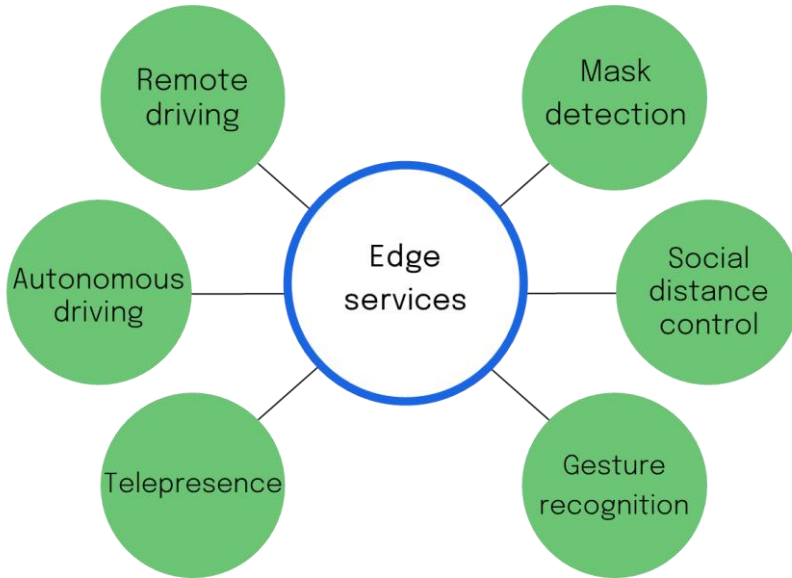 Remote
driving
Mask
detection
Edge
services
Autonomous
driving
Social
distance
control
Telepresence
Gesture
recognition